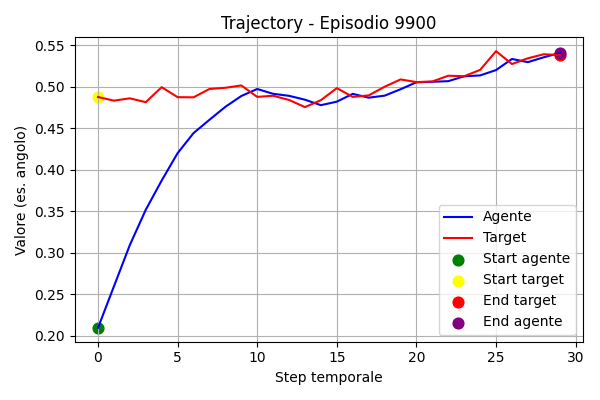 Trajectory - Episodio 9900
Valore (es. angolo)
0.55
0.50
0.45
0.40
0.35
0.30
0.25
0.20
Agente
Target
Start agente
Start target
End target
End agente
0 5 10 15 20 25 30
Step temporale